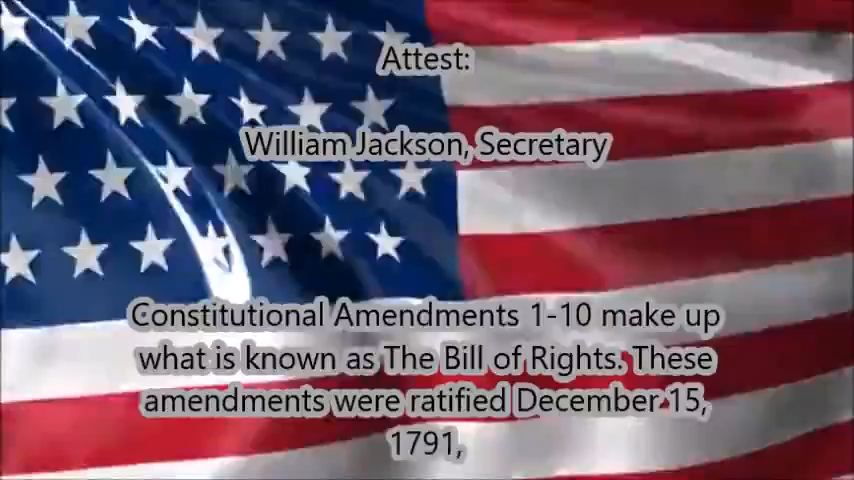 Attest:
William Jackson, Secretary
Constitutional Amendments 1-10 make up
what is known as The Bill of Rights. These
amendments were ratified December 15,
1791,